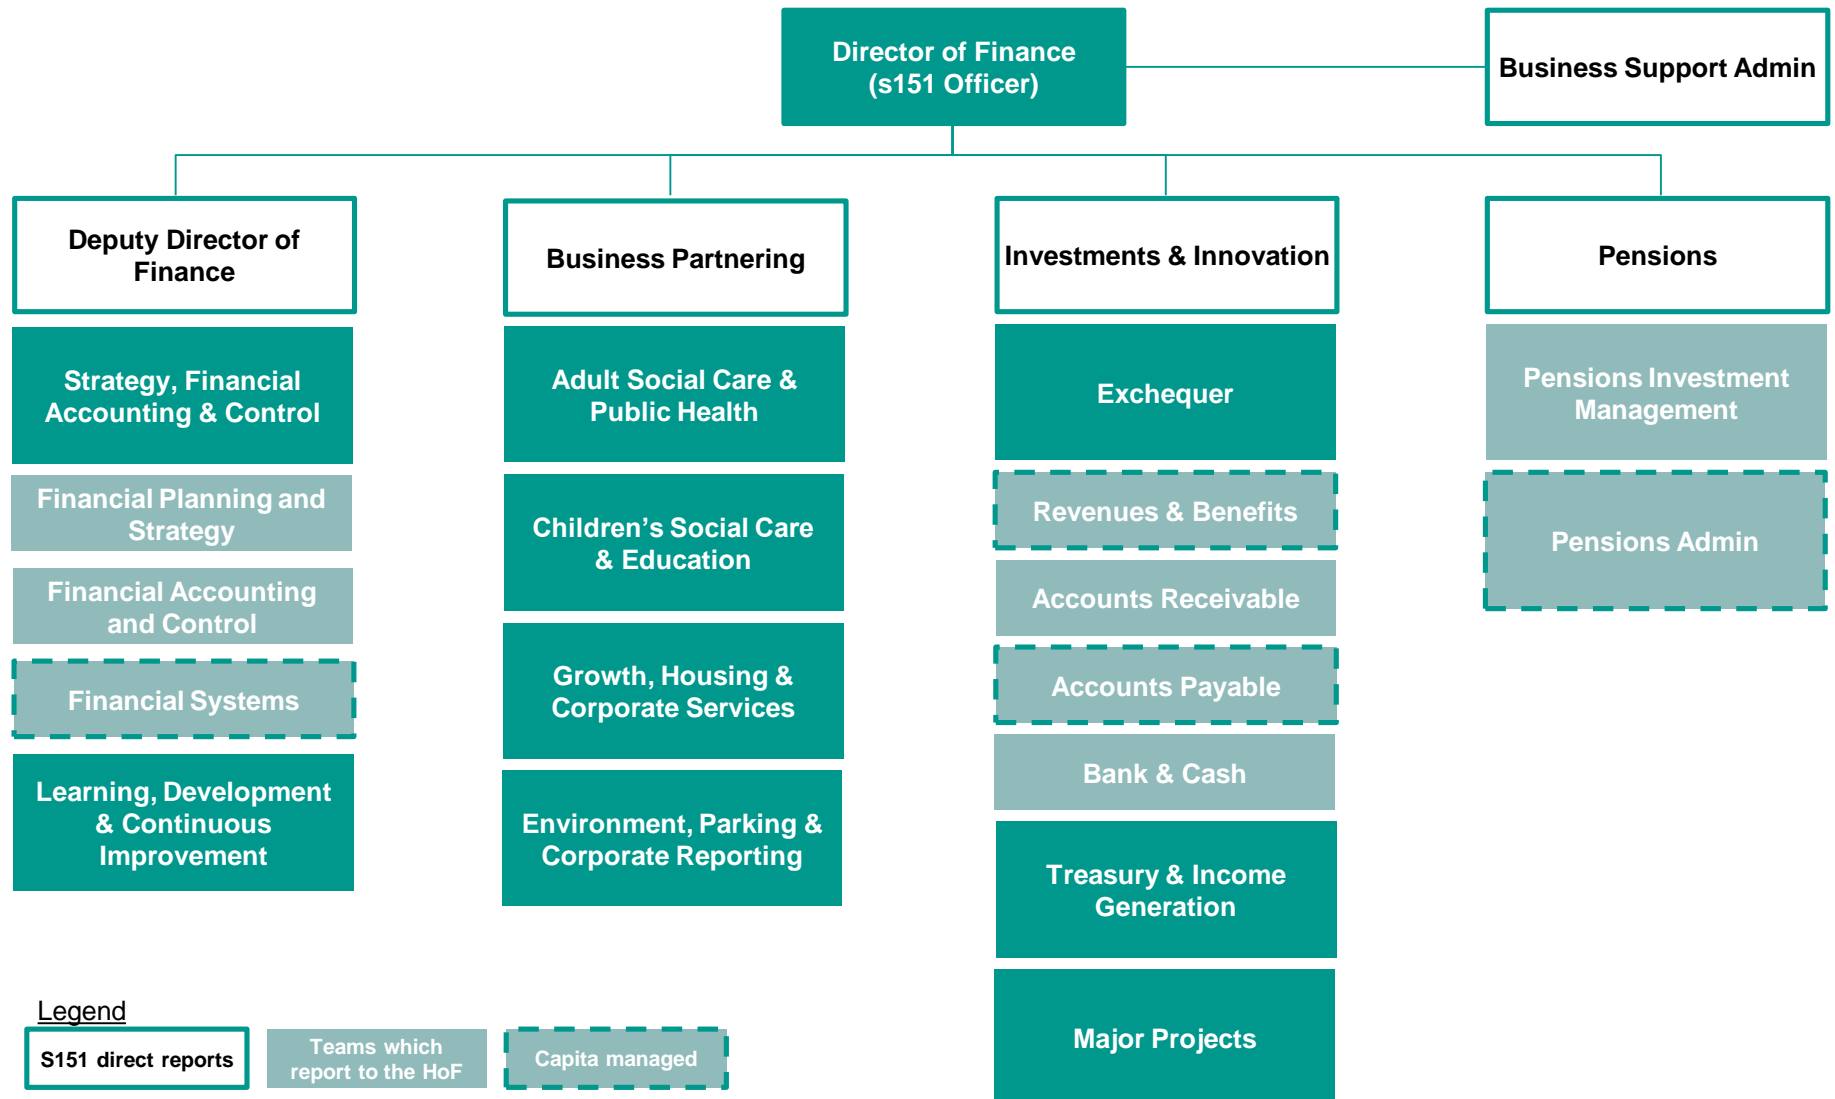 Director of Finance
(s151 Officer)
Business Support Admin
Deputy Director of
Finance
Business Partnering
Investments & Innovation
Pensions
Strategy, Financial
Accounting & Control
Financial Planning and
Strategy
Financial Accounting
and Control
Financial Systems
Learning, Development
& Continuous
Improvement
Adult Social Care &
Public Health
Children’s Social Care
& Education
Growth, Housing &
Corporate Services
Environment, Parking &
Corporate Reporting
Exchequer
Revenues & Benefits
Accounts Receivable
Accounts Payable
Bank & Cash
Treasury & Income
Generation
Major Projects
Pensions Investment
Management
Pensions Admin
Legend
S151 direct reports
Teams which
report to the HoF
Capita managed